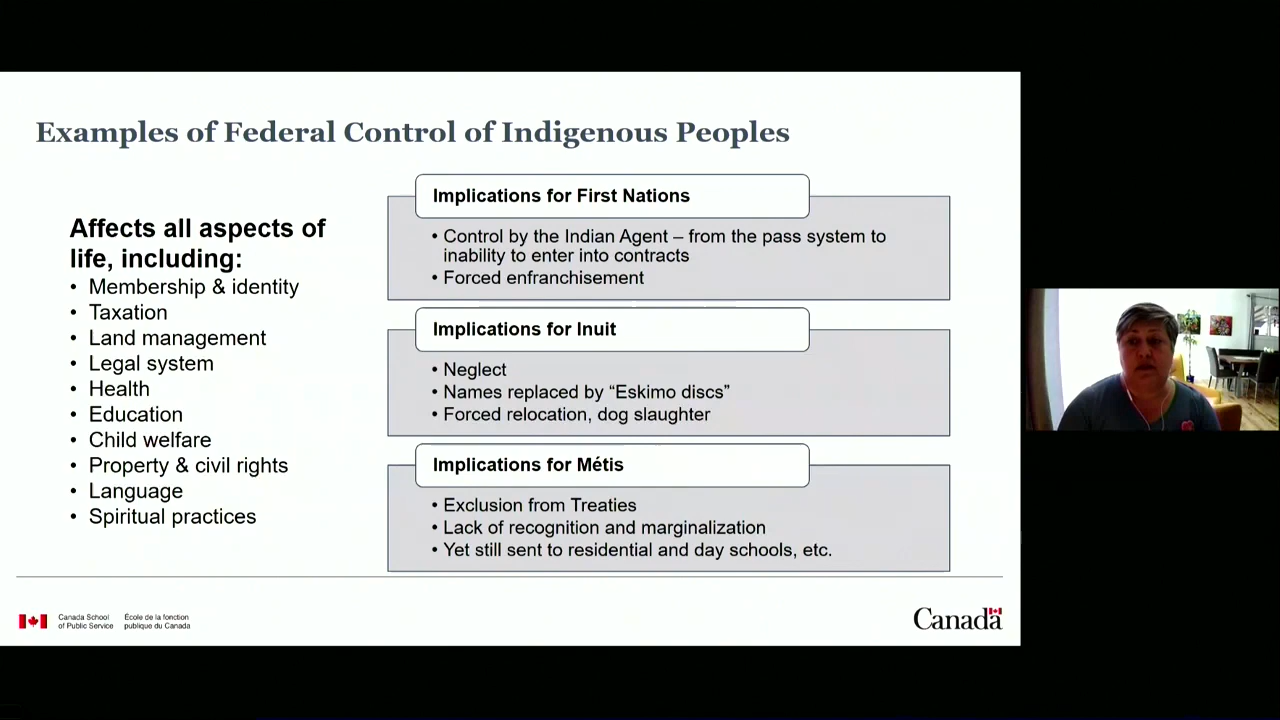 Examples of Federal Control of Indigenous Peoples
Affects all aspects of
life, including:
• Membership & identity
• Taxation
• Land management
• Legal system
• Health
• Education
• Child welfare
• Property & civil rights
• Language
• Spiritual practices
Implications for First Nations
• Control by the Indian Agent – from the pass system to
inability to enter into contracts
• Forced enfranchisement
Implications for Inuit
• Neglect
• Names replaced by “Eskimo discs”
• Forced relocation, dog slaughter
Implications for Métis
• Exclusion from Treaties
• Lack of recognition and marginalization
• Yet still sent to residential and day schools, etc.
Canada School
of Public Service
École de la fonction
publique du Canada
Canada